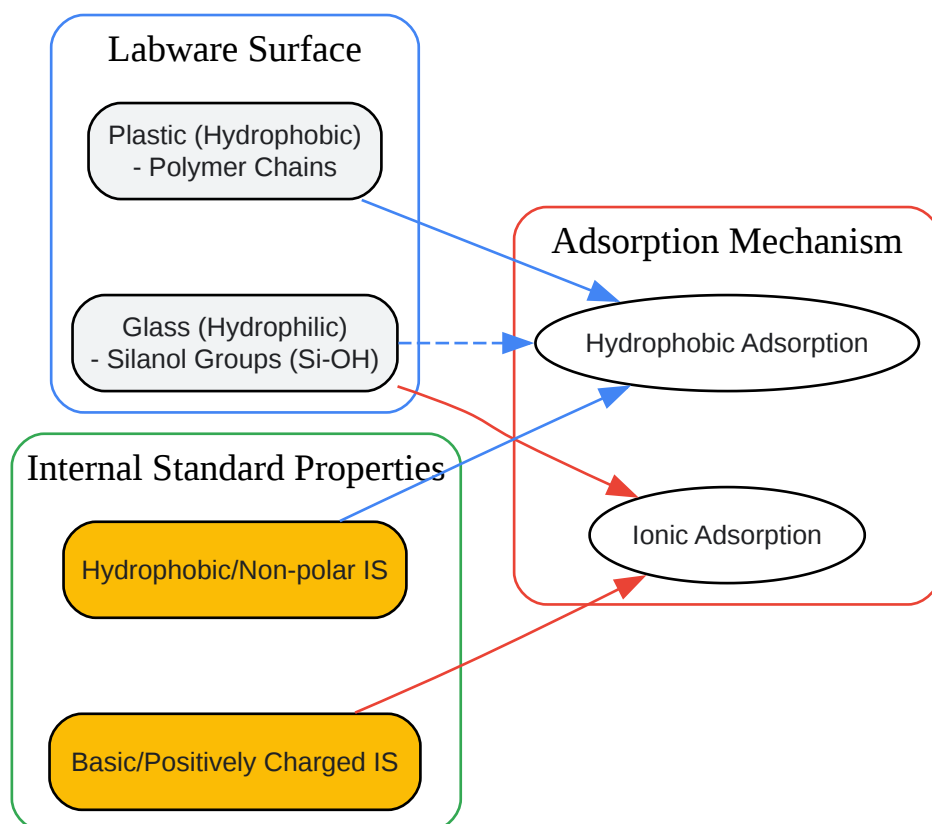 Labware Surface
Plastic (Hydrophobic)
- Polymer Chains
Glass (Hydrophilic)
- Silanol Groups (Si-OH)
Adsorption Mechanism
Hydrophobic Adsorption
Ionic Adsorption
Internal Standard Properties
Hydrophobic/Non-polar IS
Basic/Positively Charged IS